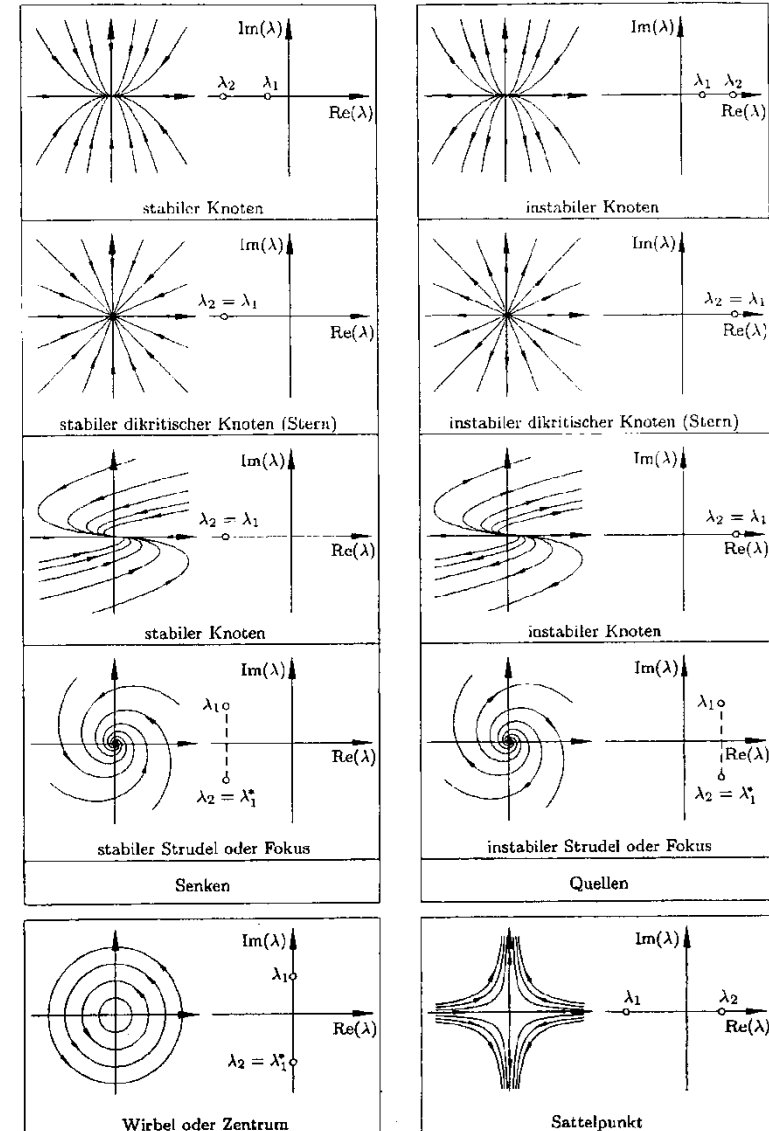 Im(λ)
λ₂ λ₁
Re(λ)
stabiler Knoten
Im(λ)
λ₁ λ₂
Re(λ)
instabiler Knoten
Im(λ)
λ₂ = λ₁
Re(λ)
stabiler dikritischer Knoten (Stern)
Im(λ)
λ₂ = λ₁
Re(λ)
instabiler dikritischer Knoten (Stern)
Im(λ)
λ₂ = λ₁
Re(λ)
stabiler Knoten
Im(λ)
λ₂ = λ₁
Re(λ)
instabiler Knoten
Im(λ)
λ₁
Re(λ)
λ₂ = λ₁*
stabiler Strudel oder Fokus
Im(λ)
λ₁
Re(λ)
λ₂ = λ₁*
instabiler Strudel oder Fokus
Senken
Quellen
Im(λ)
λ₁
Re(λ)
λ₂ = λ₁*
Wirbel oder Zentrum
Im(λ)
λ₁ λ₂
Re(λ)
Sattelpunkt